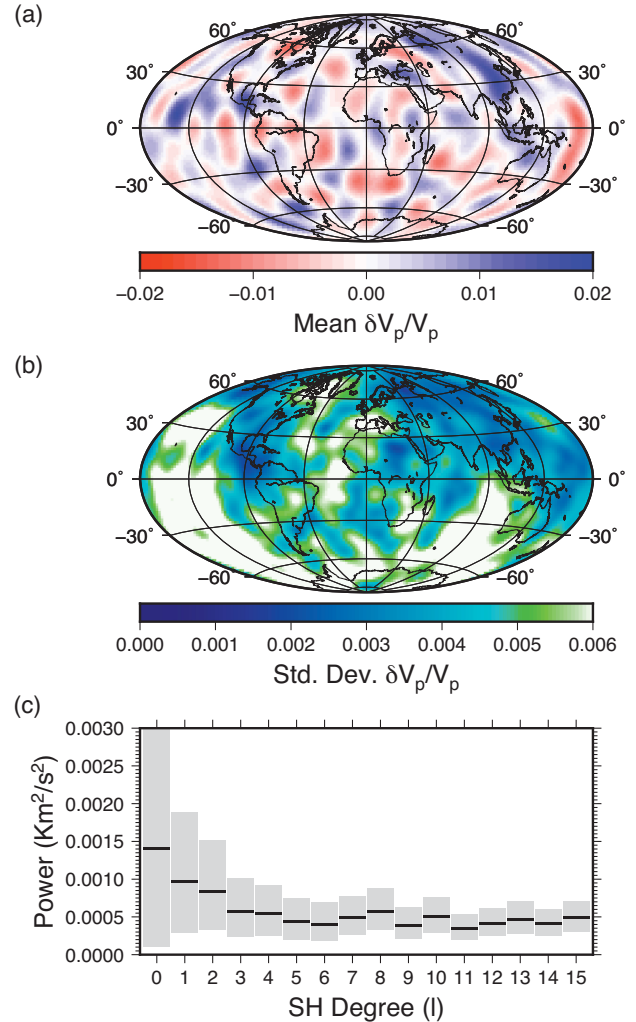 (a)
60˚ 60˚
30˚ 30˚
0˚ 0˚
−30˚ −30˚
−60˚ −60˚
−0.02 −0.01 0.00 0.01 0.02
Mean δVp/Vp
(b)
60˚ 60˚
30˚ 30˚
0˚ 0˚
−30˚ −30˚
−60˚ −60˚
0.000 0.001 0.002 0.003 0.004 0.005 0.006
Std. Dev. δVp/Vp
(c)
0.0030
0.0025
0.0020
0.0015
0.0010
0.0005
0.0000
Power (Km²/s²)
0 1 2 3 4 5 6 7 8 9 10 11 12 13 14 15
SH Degree (l)